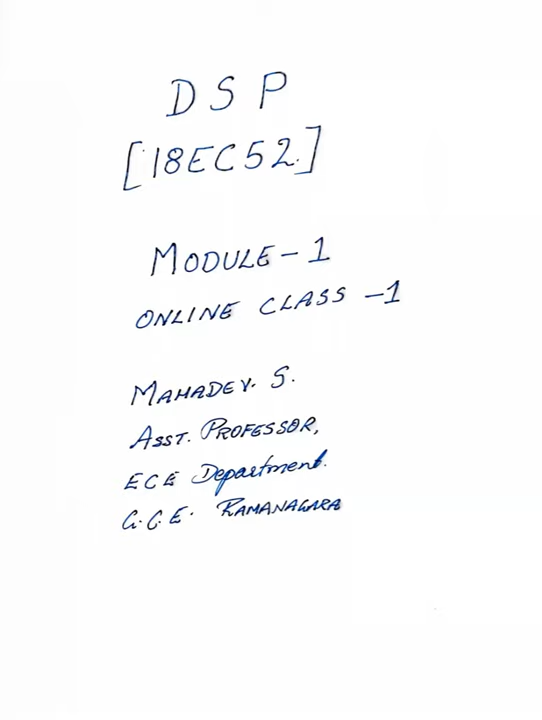 DSP
[18EC52]
MODULE-1
ONLINE CLASS -1
MAHADEV. S.
ASST. PROFESSOR,
ECE Department.
G.C.E. RAMANAGARA